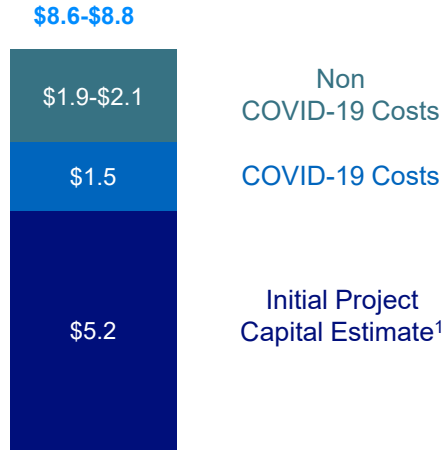 $8.6-$8.8
$1.9-$2.1
Non
COVID-19 Costs
$1.5
COVID-19 Costs
$5.2
Initial Project
Capital Estimate¹